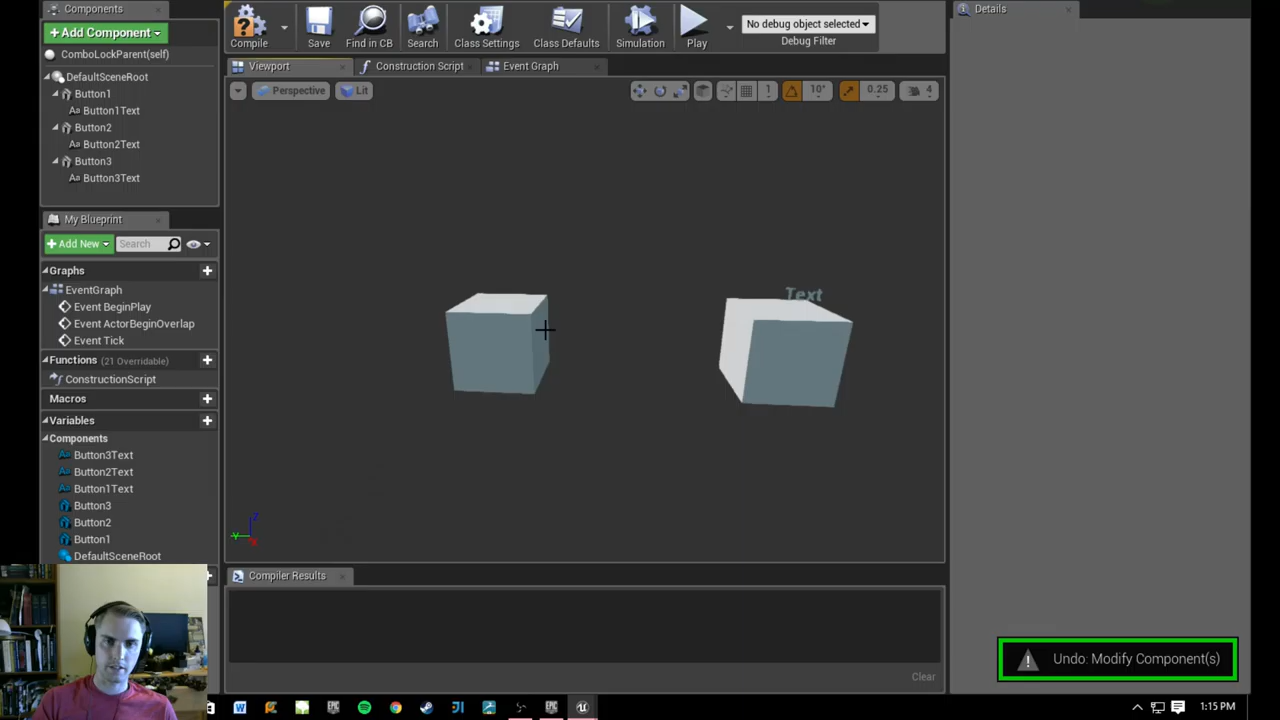 Components
Details
+ Add Component
ComboLockParent(self)
DefaultSceneRoot
Button1
Button1Text
Button2
Button2Text
Button3
Button3Text
Compile
Save
Find in CB
Search
Class Settings
Class Defaults
Simulation
Play
No debug object selected
Debug Filter
Viewport
Construction Script
Event Graph
Perspective
Lit
1
10°
0.25
4
My Blueprint
+ Add New
Search
Graphs
EventGraph
Event BeginPlay
Event ActorBeginOverlap
Event Tick
Functions (21 Overridable)
ConstructionScript
Macros
Variables
Components
Button3Text
Button2Text
Button1Text
Button3
Button2
Button1
DefaultSceneRoot
Text
Z
Y
X
Compiler Results
Clear
Undo: Modify Component(s)
1:15 PM